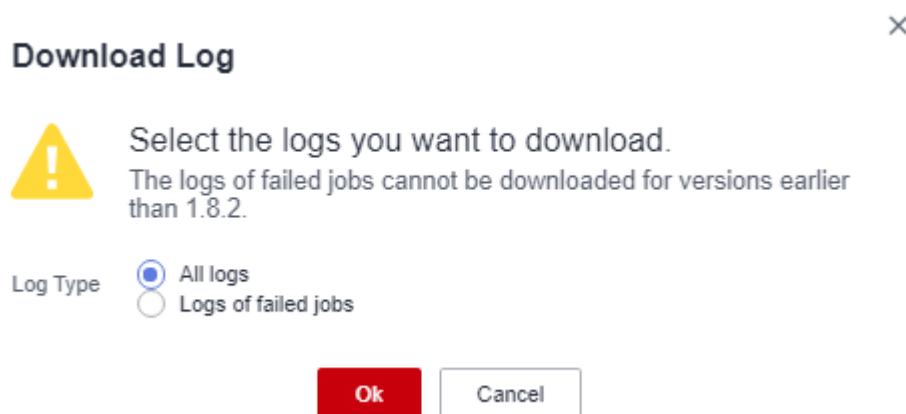 Download Log
Select the logs you want to download.
The logs of failed jobs cannot be downloaded for versions earlier
than 1.8.2.
Log Type
All logs
Logs of failed jobs
Ok
Cancel